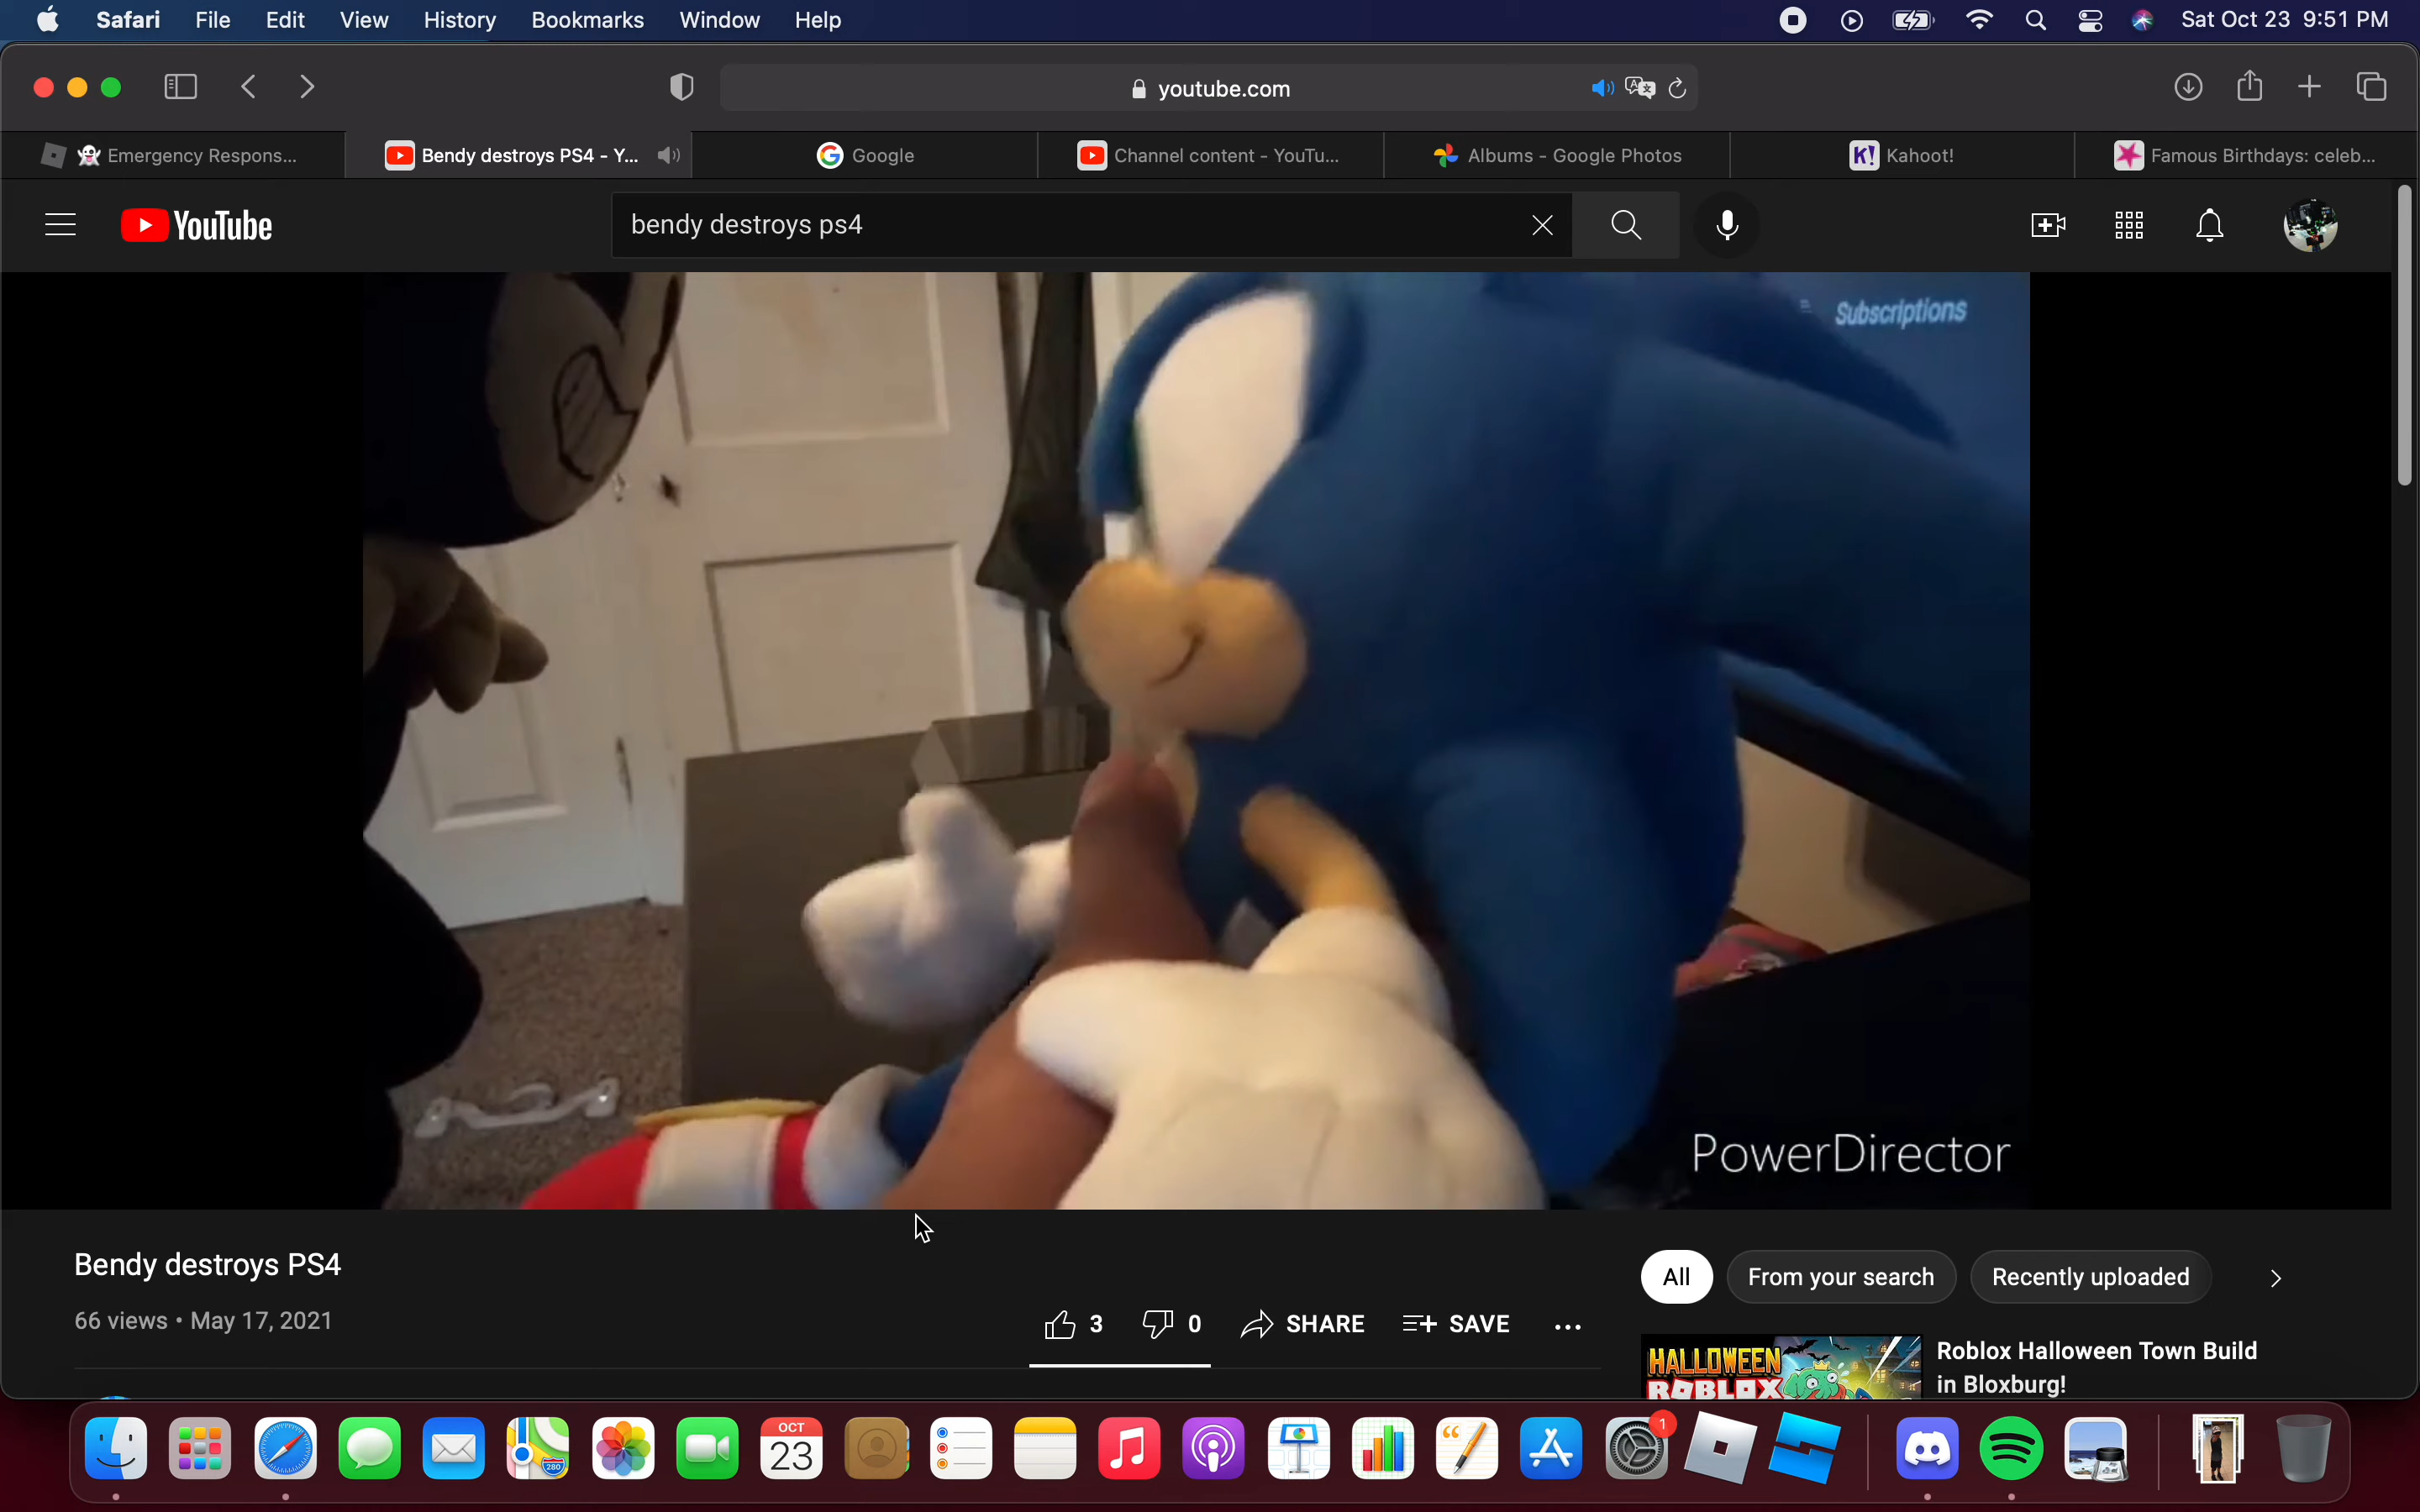 Safari File Edit View History Bookmarks Window Help Sat Oct 23 9:51 PM
youtube.com
Emergency Respons... Bendy destroys PS4 - Y... Google Channel content - YouTu... Albums - Google Photos K! Kahoot! Famous Birthdays: celeb...
YouTube bendy destroys ps4
Subscriptions
PowerDirector
Bendy destroys PS4
66 views • May 17, 2021
3 0 SHARE SAVE ...
All From your search Recently uploaded
HALLOWEEN
ROBLOX
Roblox Halloween Town Build
in Bloxburg!
OCT
23
280
1